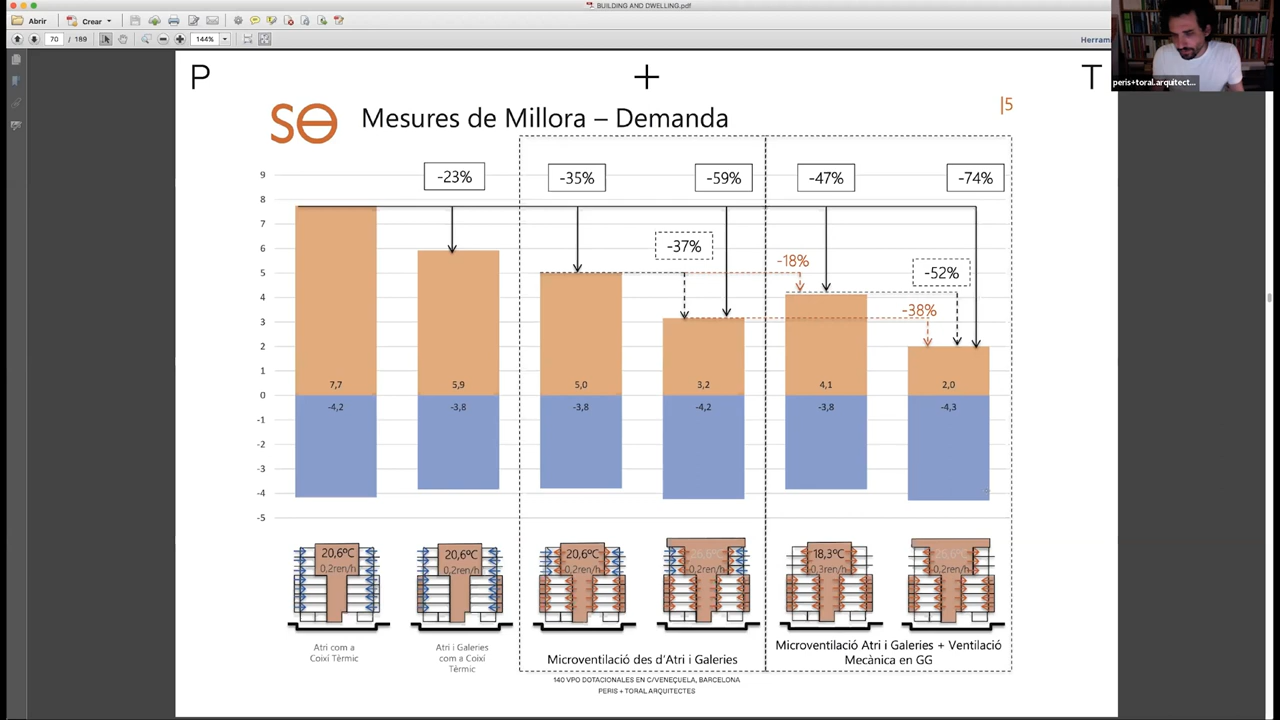 BUILDING AND DWELLING.pdf
Abrir
Crear
70 / 189
144%
Herrami
peris+toral.arquitect...
P + T
SO Mesures de Millora – Demanda
|5
-23%
-35%
-59%
-47%
-74%
-37%
-18%
-52%
-38%
9
8
7
6
5
4
3
2
1
0
-1
-2
-3
-4
-5
7,7
5,9
5,0
3,2
4,1
2,0
-4,2
-3,8
-3,8
-4,2
-3,8
-4,3
20,6ºC
0,2ren/h
20,6ºC
0,2ren/h
20,6ºC
0,2ren/h
26,6ºC
0,2ren/h
18,3ºC
0,3ren/h
26,6ºC
0,2ren/h
Atri com a
Coixí Tèrmic
Atri i Galeries
com a Coixí
Tèrmic
Microventilació des d'Atri i Galeries
Microventilació Atri i Galeries + Ventilació
Mecànica en GG
140 VPO DOTACIONALES EN C/VENEÇUELA, BARCELONA
PERIS + TORAL ARQUITECTES